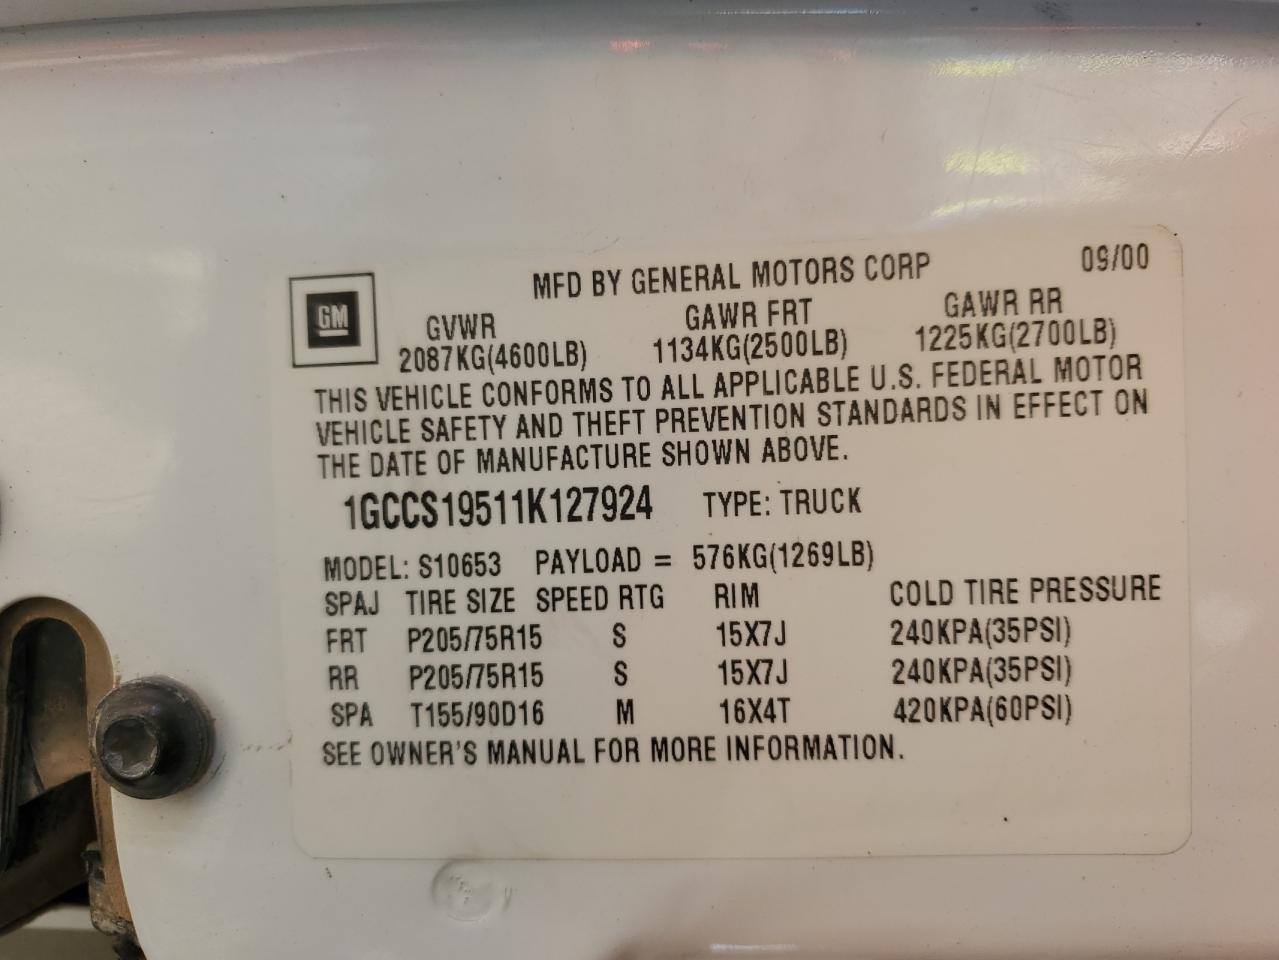 MFD BY GENERAL MOTORS CORP 09/00
GM
GVWR GAWR FRT GAWR RR
2087KG(4600LB) 1134KG(2500LB) 1225KG(2700LB)
THIS VEHICLE CONFORMS TO ALL APPLICABLE U.S. FEDERAL MOTOR
VEHICLE SAFETY AND THEFT PREVENTION STANDARDS IN EFFECT ON
THE DATE OF MANUFACTURE SHOWN ABOVE.
1GCCS19511K127924 TYPE: TRUCK
MODEL: S10653 PAYLOAD = 576KG(1269LB)
SPAJ TIRE SIZE SPEED RTG RIM COLD TIRE PRESSURE
FRT P205/75R15 S 15X7J 240KPA(35PSI)
RR P205/75R15 S 15X7J 240KPA(35PSI)
SPA T155/90D16 M 16X4T 420KPA(60PSI)
SEE OWNER'S MANUAL FOR MORE INFORMATION.